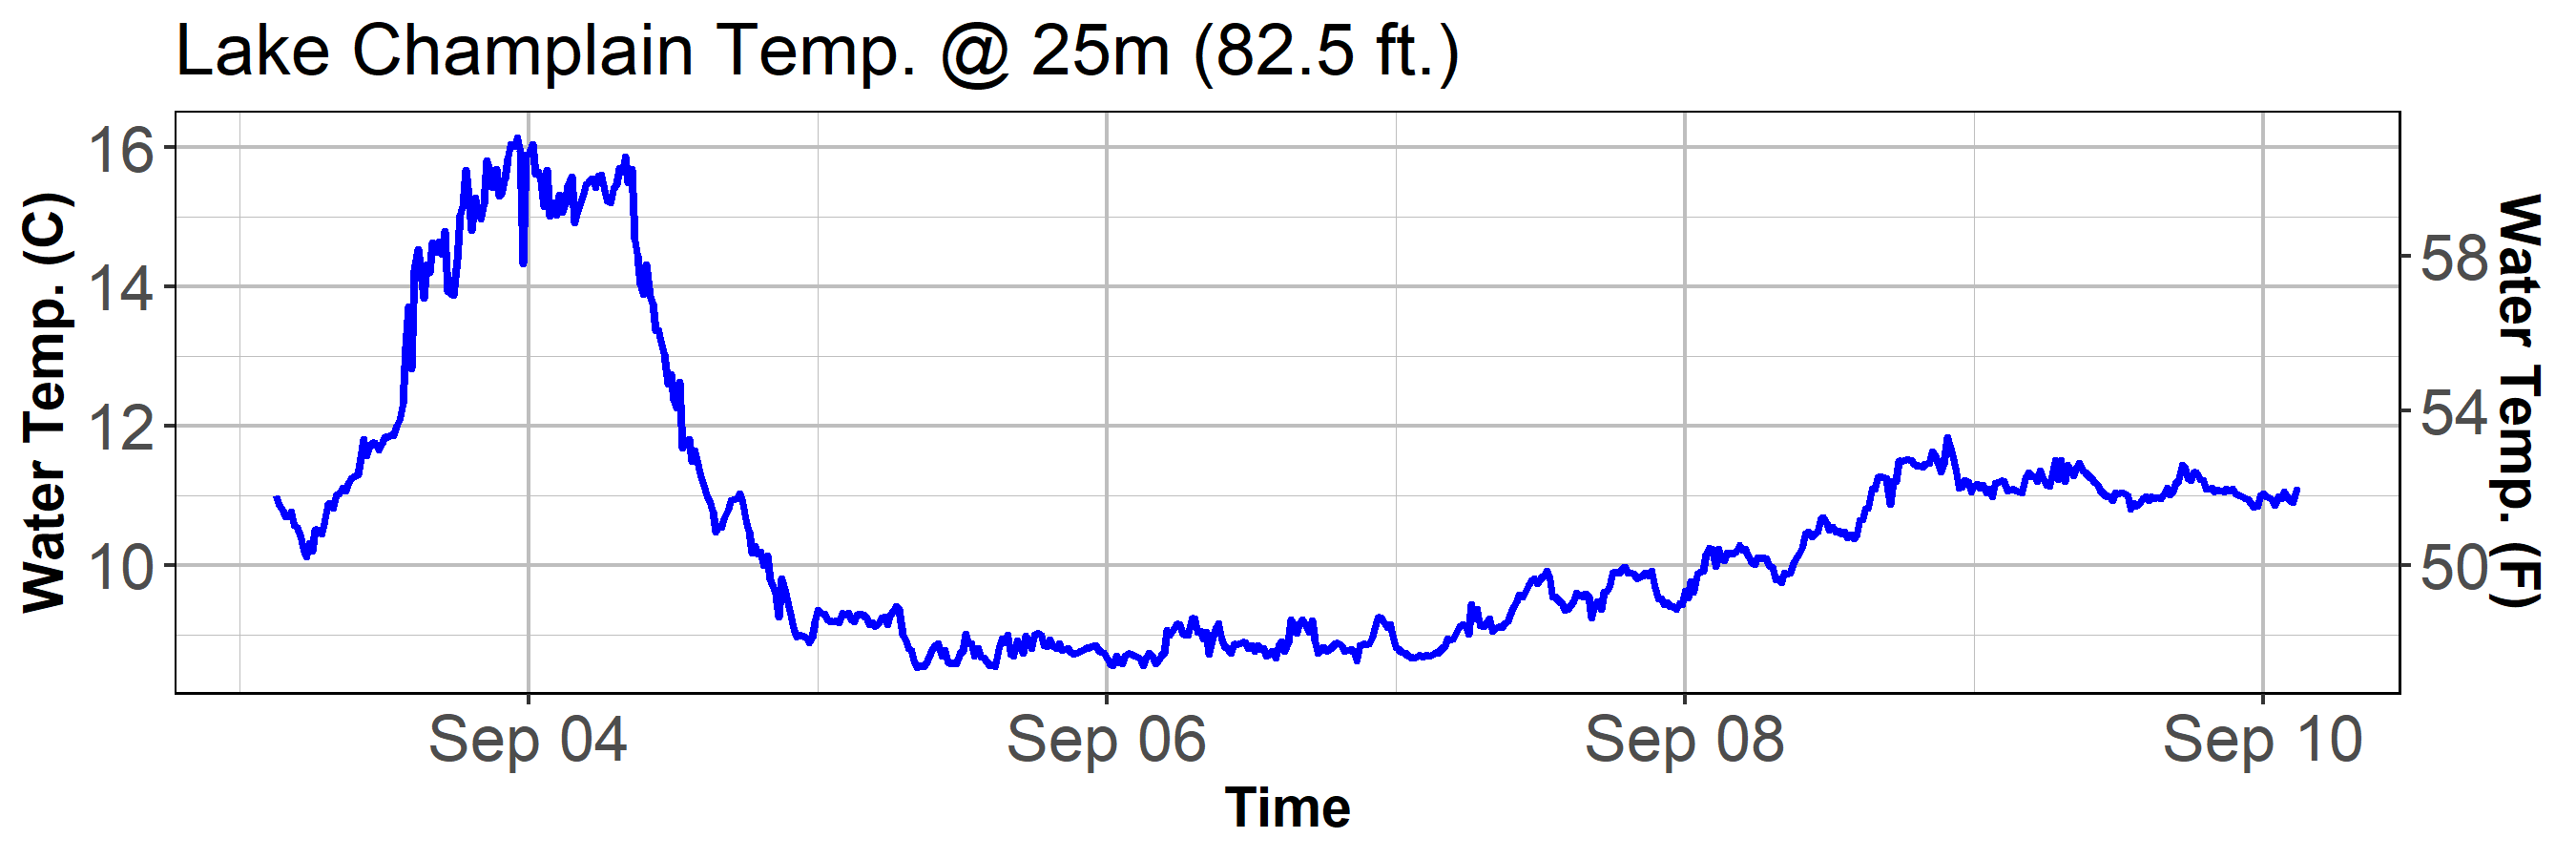 Lake Champlain Temp. @ 25m (82.5 ft.)
Water Temp. (C)
16
14
12
10
58
54
50
Water Temp. (F)
Sep 04 Sep 06 Sep 08 Sep 10
Time